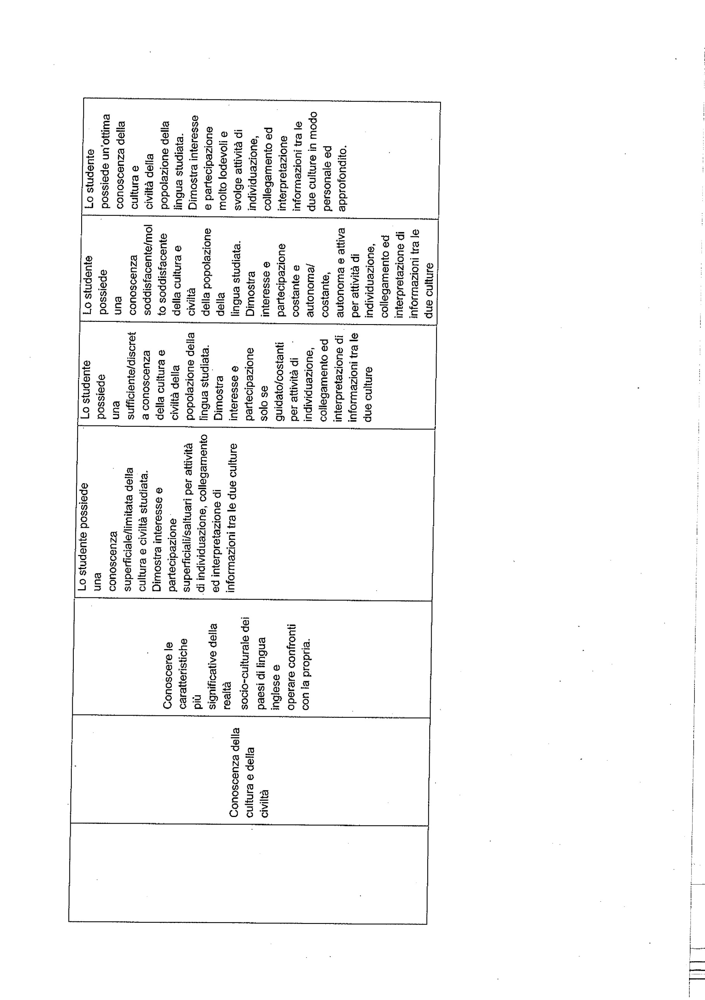 Conoscenza della
cultura e della
civiltà
Conoscere le
caratteristiche
più
significative della
realtà
socio-culturale dei
paesi di lingua
inglese e
operare confronti
con la propria.
Lo studente possiede
una
conoscenza
superficiale/limitata della
cultura e civiltà studiata.
Dimostra interesse e
partecipazione
superficiali/saltuari per attività
di individuazione, collegamento
ed interpretazione di
informazioni tra le due culture
Lo studente
possiede
una
sufficiente/discret
a conoscenza
della cultura e
civiltà della
popolazione della
lingua studiata.
Dimostra
interesse e
partecipazione
solo se
guidato/costanti
per attività di
individuazione,
collegamento ed
interpretazione di
informazioni tra le
due culture
Lo studente
possiede
una
conoscenza
soddisfacente/mol
to soddisfacente
della cultura e
civiltà
della popolazione
della
lingua studiata.
Dimostra
interesse e
partecipazione
costante e
autonoma/
costante,
autonoma e attiva
per attività di
individuazione,
collegamento ed
interpretazione di
informazioni tra le
due culture
Lo studente
possiede un'ottima
conoscenza della
cultura e
civiltà della
popolazione della
lingua studiata.
Dimostra interesse
e partecipazione
molto lodevoli e
svolge attività di
individuazione,
collegamento ed
interpretazione
informazioni tra le
due culture in modo
personale ed
approfondito.